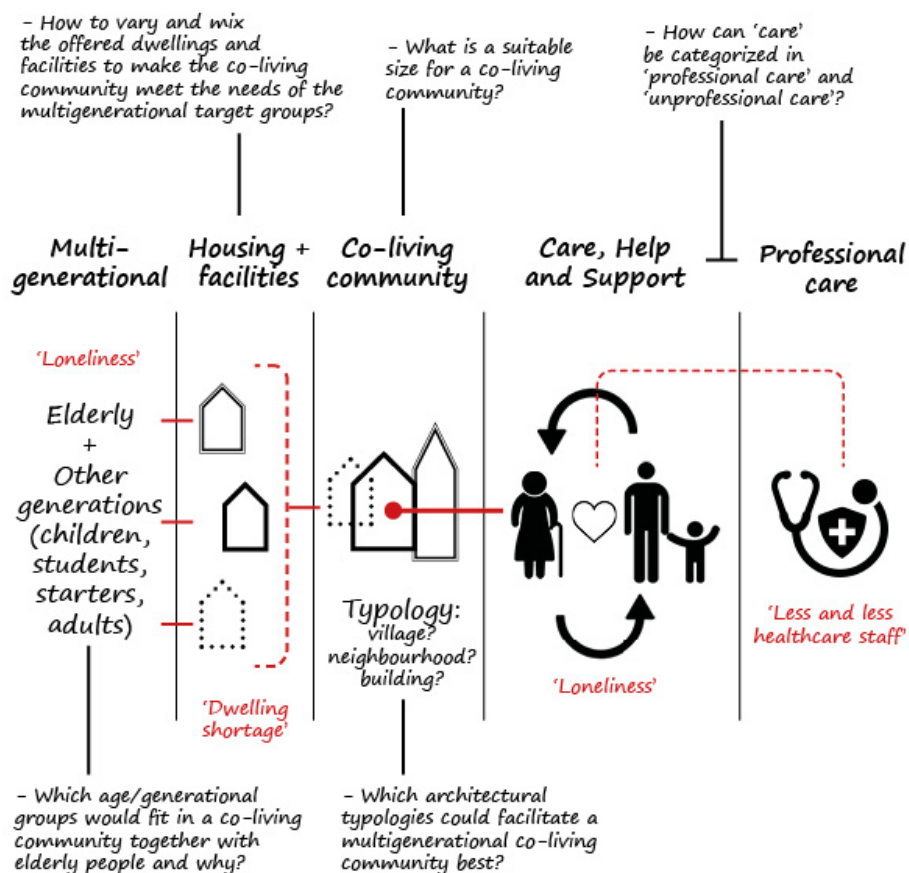 - How to vary and mix
the offered dwellings and
facilities to make the co-living
community meet the needs of the
multigenerational target groups?
- What is a suitable
size for a co-living
community?
- How can ‘care’
be categorized in
‘professional care’ and
‘unprofessional care’?
Multi-
generational
Housing +
facilities
Co-living
community
Care, Help
and Support
Professional
care
‘Loneliness’
Elderly
+
Other
generations
(children,
students,
starters,
adults)
‘Dwelling
shortage’
Typology:
village?
neighbourhood?
building?
‘Loneliness’
‘Less and less
healthcare staff’
- Which age/generational
groups would fit in a co-living
community together with
elderly people and why?
- Which architectural
typologies could facilitate a
multigenerational co-living
community best?